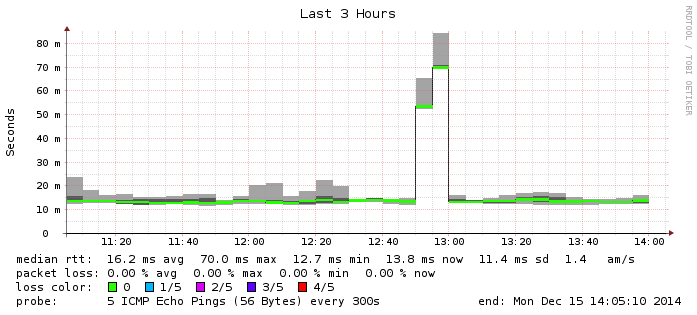 Last 3 Hours
RRDTOOL / TOBI OETIKER
Seconds
80 m
70 m
60 m
50 m
40 m
30 m
20 m
10 m
0
11:20 11:40 12:00 12:20 12:40 13:00 13:20 13:40 14:00
median rtt: 16.2 ms avg 70.0 ms max 12.7 ms min 13.8 ms now 11.4 ms sd 1.4 am/s
packet loss: 0.00 % avg 0.00 % max 0.00 % min 0.00 % now
loss color: 0 1/5 2/5 3/5 4/5
probe: 5 ICMP Echo Pings (56 Bytes) every 300s end: Mon Dec 15 14:05:10 2014